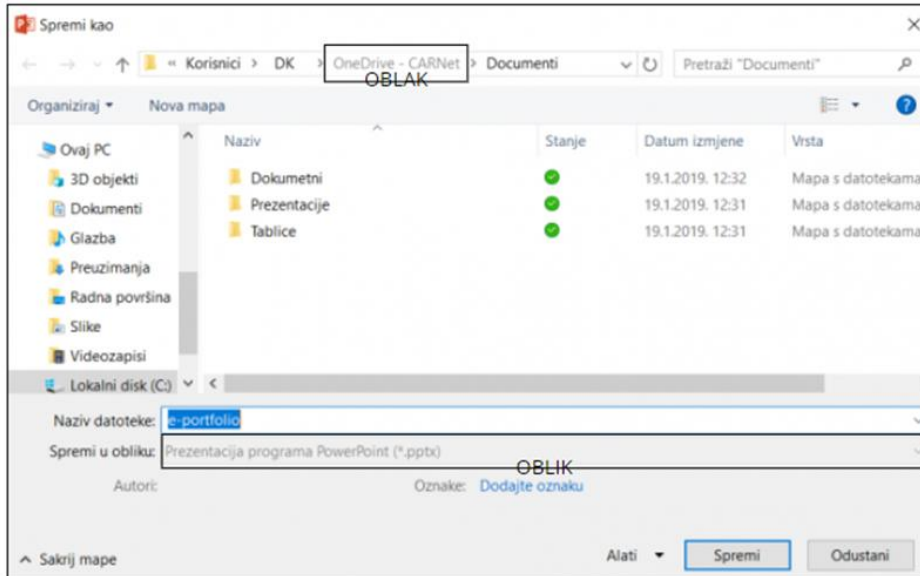 Spremi kao
« Korisnici > DK > OneDrive - CARNet > Documenti
Pretraži "Documenti"
OBLAK
Organiziraj
Nova mapa
Naziv
Stanje
Datum izmjene
Vrsta
Ovaj PC
3D objekti
Dokumenti
Glazba
Preuzimanja
Radna površina
Slike
Videozapisi
Lokalni disk (C:)
Dokumetni 19.1.2019. 12:32 Mapa s datotekama
Prezentacije 19.1.2019. 12:31 Mapa s datotekama
Tablice 19.1.2019. 12:31 Mapa s datotekama
Naziv datoteke: e-portfolio
Spremi u obliku: Prezentacija programa PowerPoint (*.pptx)
OBLIK
Autori:
Oznake: Dodajte oznaku
Sakrij mape
Alati
Spremi
Odustani